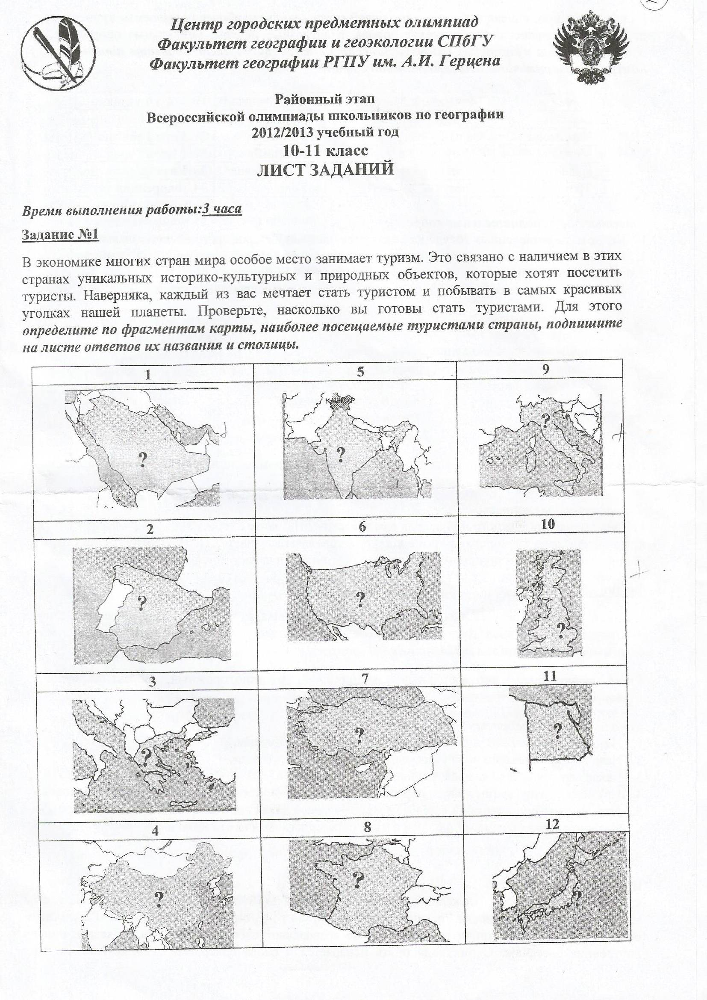 Центр городских предметных олимпиад
Факультет географии и геоэкологии СПбГУ
Факультет географии РГПУ им. А.И. Герцена
Районный этап
Всероссийской олимпиады школьников по географии
2012/2013 учебный год
10-11 класс
ЛИСТ ЗАДАНИЙ
Время выполнения работы:3 часа
Задание №1
В экономике многих стран мира особое место занимает туризм. Это связано с наличием в этих
странах уникальных историко-культурных и природных объектов, которые хотят посетить
туристы. Наверняка, каждый из вас мечтает стать туристом и побывать в самых красивых
уголках нашей планеты. Проверьте, насколько вы готовы стать туристами. Для этого
определите по фрагментам карты, наиболее посещаемые туристами страны, подпишите
на листе ответов их названия и столицы.
1 5 9
КАШМИР
? ? ?
2 6 10
? ? ?
3 7 11
? ? ?
4 8 12
? ? ?